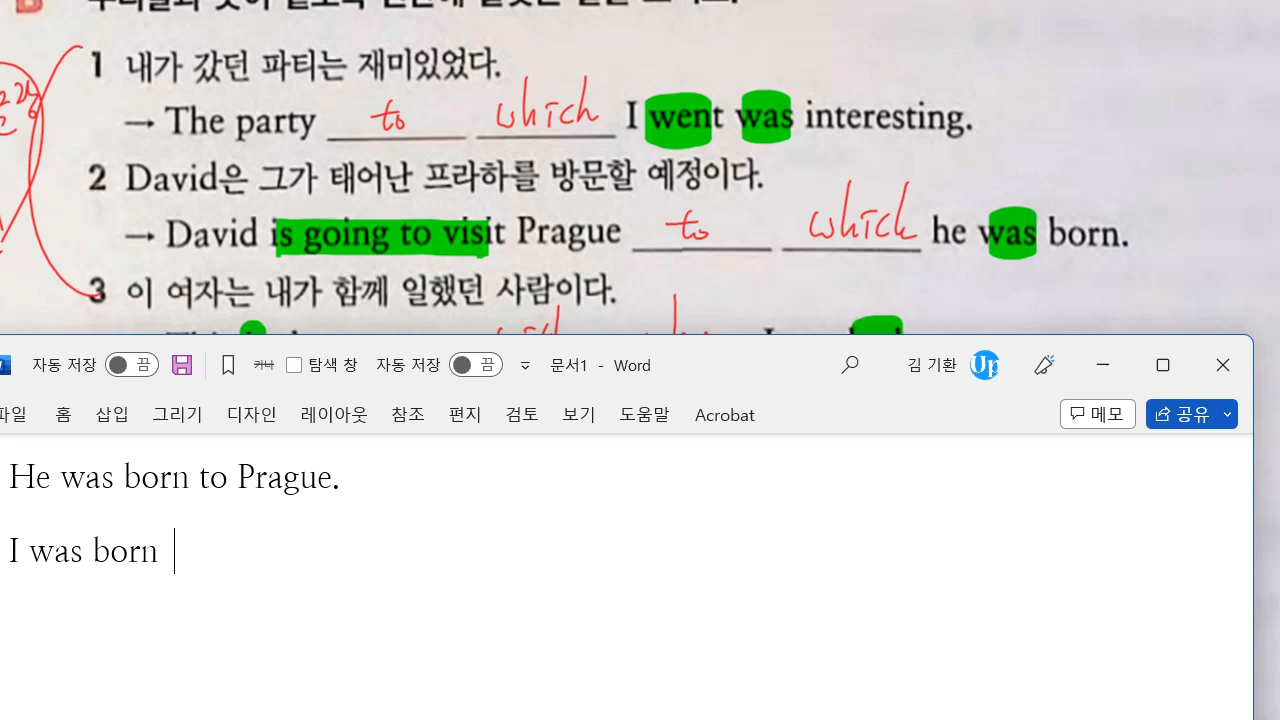 B
1 내가 갔던 파티는 재미있었다.
→ The party to which I went was interesting.
2 David은 그가 태어난 프라하를 방문할 예정이다.
→ David is going to visit Prague to which he was born.
3 이 여자는 내가 함께 일했던 사람이다.
자동 저장 끔 탐색 창 자동 저장 끔 문서1 - Word 김 기환 Up
파일 홈 삽입 그리기 디자인 레이아웃 참조 편지 검토 보기 도움말 Acrobat 메모 공유
He was born to Prague.
I was born